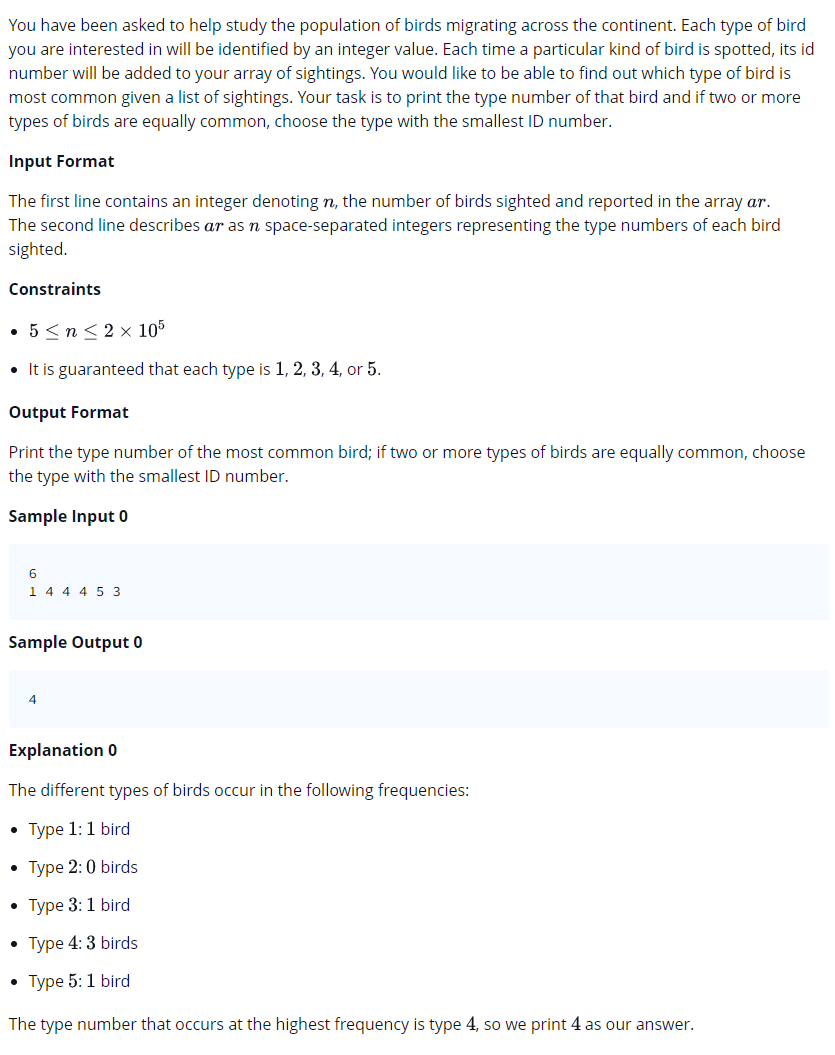 You have been asked to help study the population of birds migrating across the continent. Each type of bird
you are interested in will be identified by an integer value. Each time a particular kind of bird is spotted, its id
number will be added to your array of sightings. You would like to be able to find out which type of bird is
most common given a list of sightings. Your task is to print the type number of that bird and if two or more
types of birds are equally common, choose the type with the smallest ID number.
Input Format
The first line contains an integer denoting n, the number of birds sighted and reported in the array ar.
The second line describes ar as n space-separated integers representing the type numbers of each bird
sighted.
Constraints
• 5 ≤ n ≤ 2 × 10⁵
• It is guaranteed that each type is 1, 2, 3, 4, or 5.
Output Format
Print the type number of the most common bird; if two or more types of birds are equally common, choose
the type with the smallest ID number.
Sample Input 0
6
1 4 4 4 5 3
Sample Output 0
4
Explanation 0
The different types of birds occur in the following frequencies:
• Type 1: 1 bird
• Type 2: 0 birds
• Type 3: 1 bird
• Type 4: 3 birds
• Type 5: 1 bird
The type number that occurs at the highest frequency is type 4, so we print 4 as our answer.